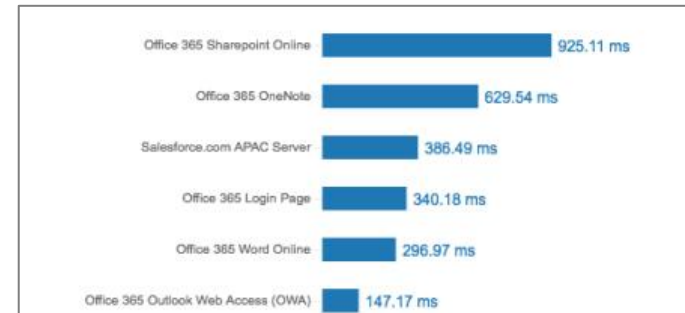 Office 365 Sharepoint Online 925.11 ms
Office 365 OneNote 629.54 ms
Salesforce.com APAC Server 386.49 ms
Office 365 Login Page 340.18 ms
Office 365 Word Online 296.97 ms
Office 365 Outlook Web Access (OWA) 147.17 ms